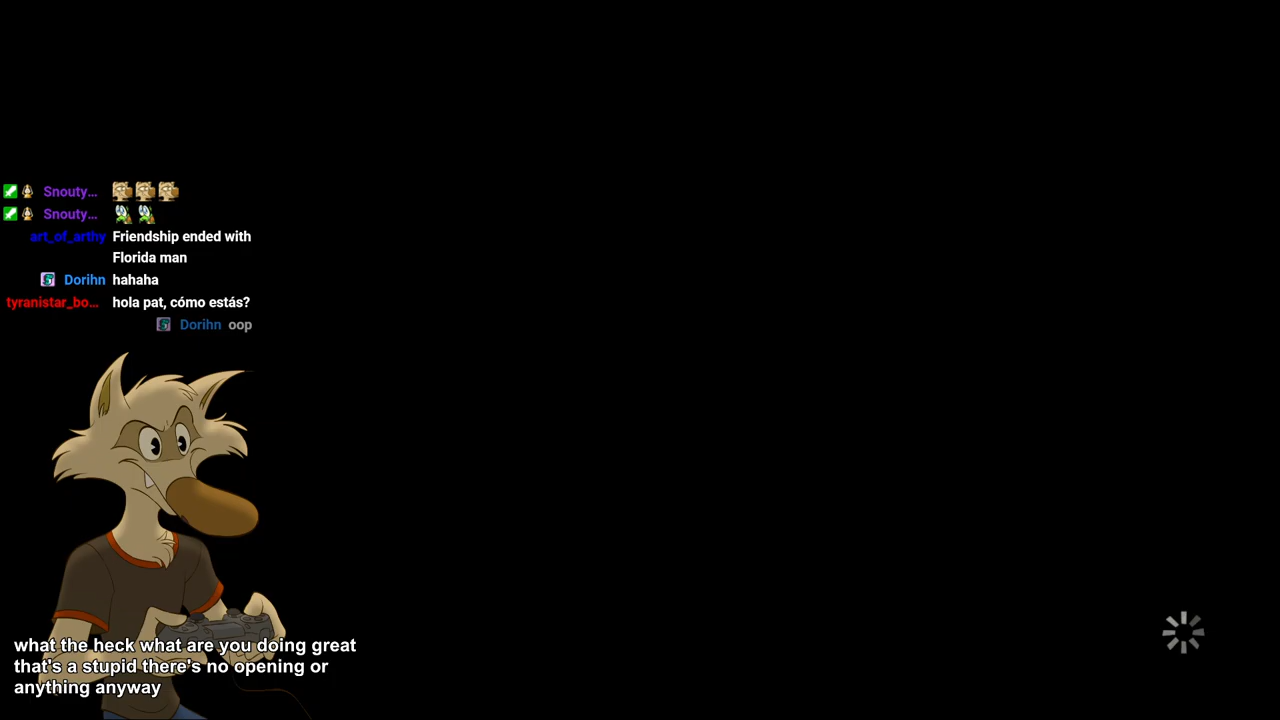 Snouty...
Snouty...
art_of_arthy Friendship ended with
Florida man
Dorihn hahaha
tyranistar_bo... hola pat, cómo estás?
Dorihn oop
what the heck what are you doing great
that's a stupid there's no opening or
anything anyway